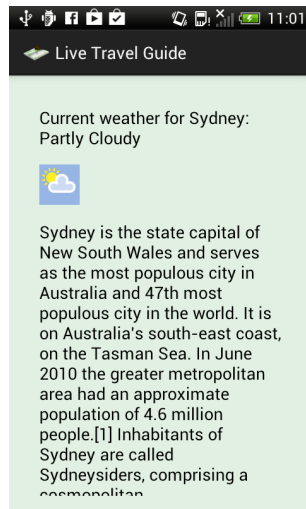 11:01
Live Travel Guide
Current weather for Sydney:
Partly Cloudy
Sydney is the state capital of
New South Wales and serves
as the most populous city in
Australia and 47th most
populous city in the world. It is
on Australia's south-east coast,
on the Tasman Sea. In June
2010 the greater metropolitan
area had an approximate
population of 4.6 million
people.[1] Inhabitants of
Sydney are called
Sydneysiders, comprising a
cosmopolitan